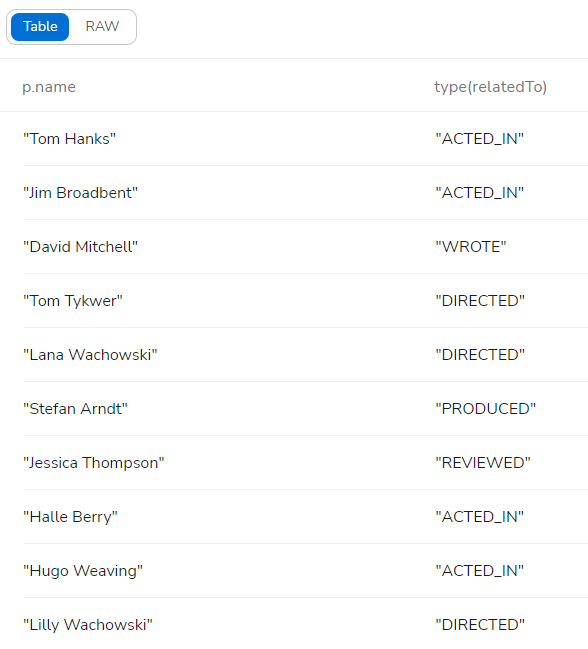 Table RAW
p.name type(relatedTo)
"Tom Hanks" "ACTED_IN"
"Jim Broadbent" "ACTED_IN"
"David Mitchell" "WROTE"
"Tom Tykwer" "DIRECTED"
"Lana Wachowski" "DIRECTED"
"Stefan Arndt" "PRODUCED"
"Jessica Thompson" "REVIEWED"
"Halle Berry" "ACTED_IN"
"Hugo Weaving" "ACTED_IN"
"Lilly Wachowski" "DIRECTED"